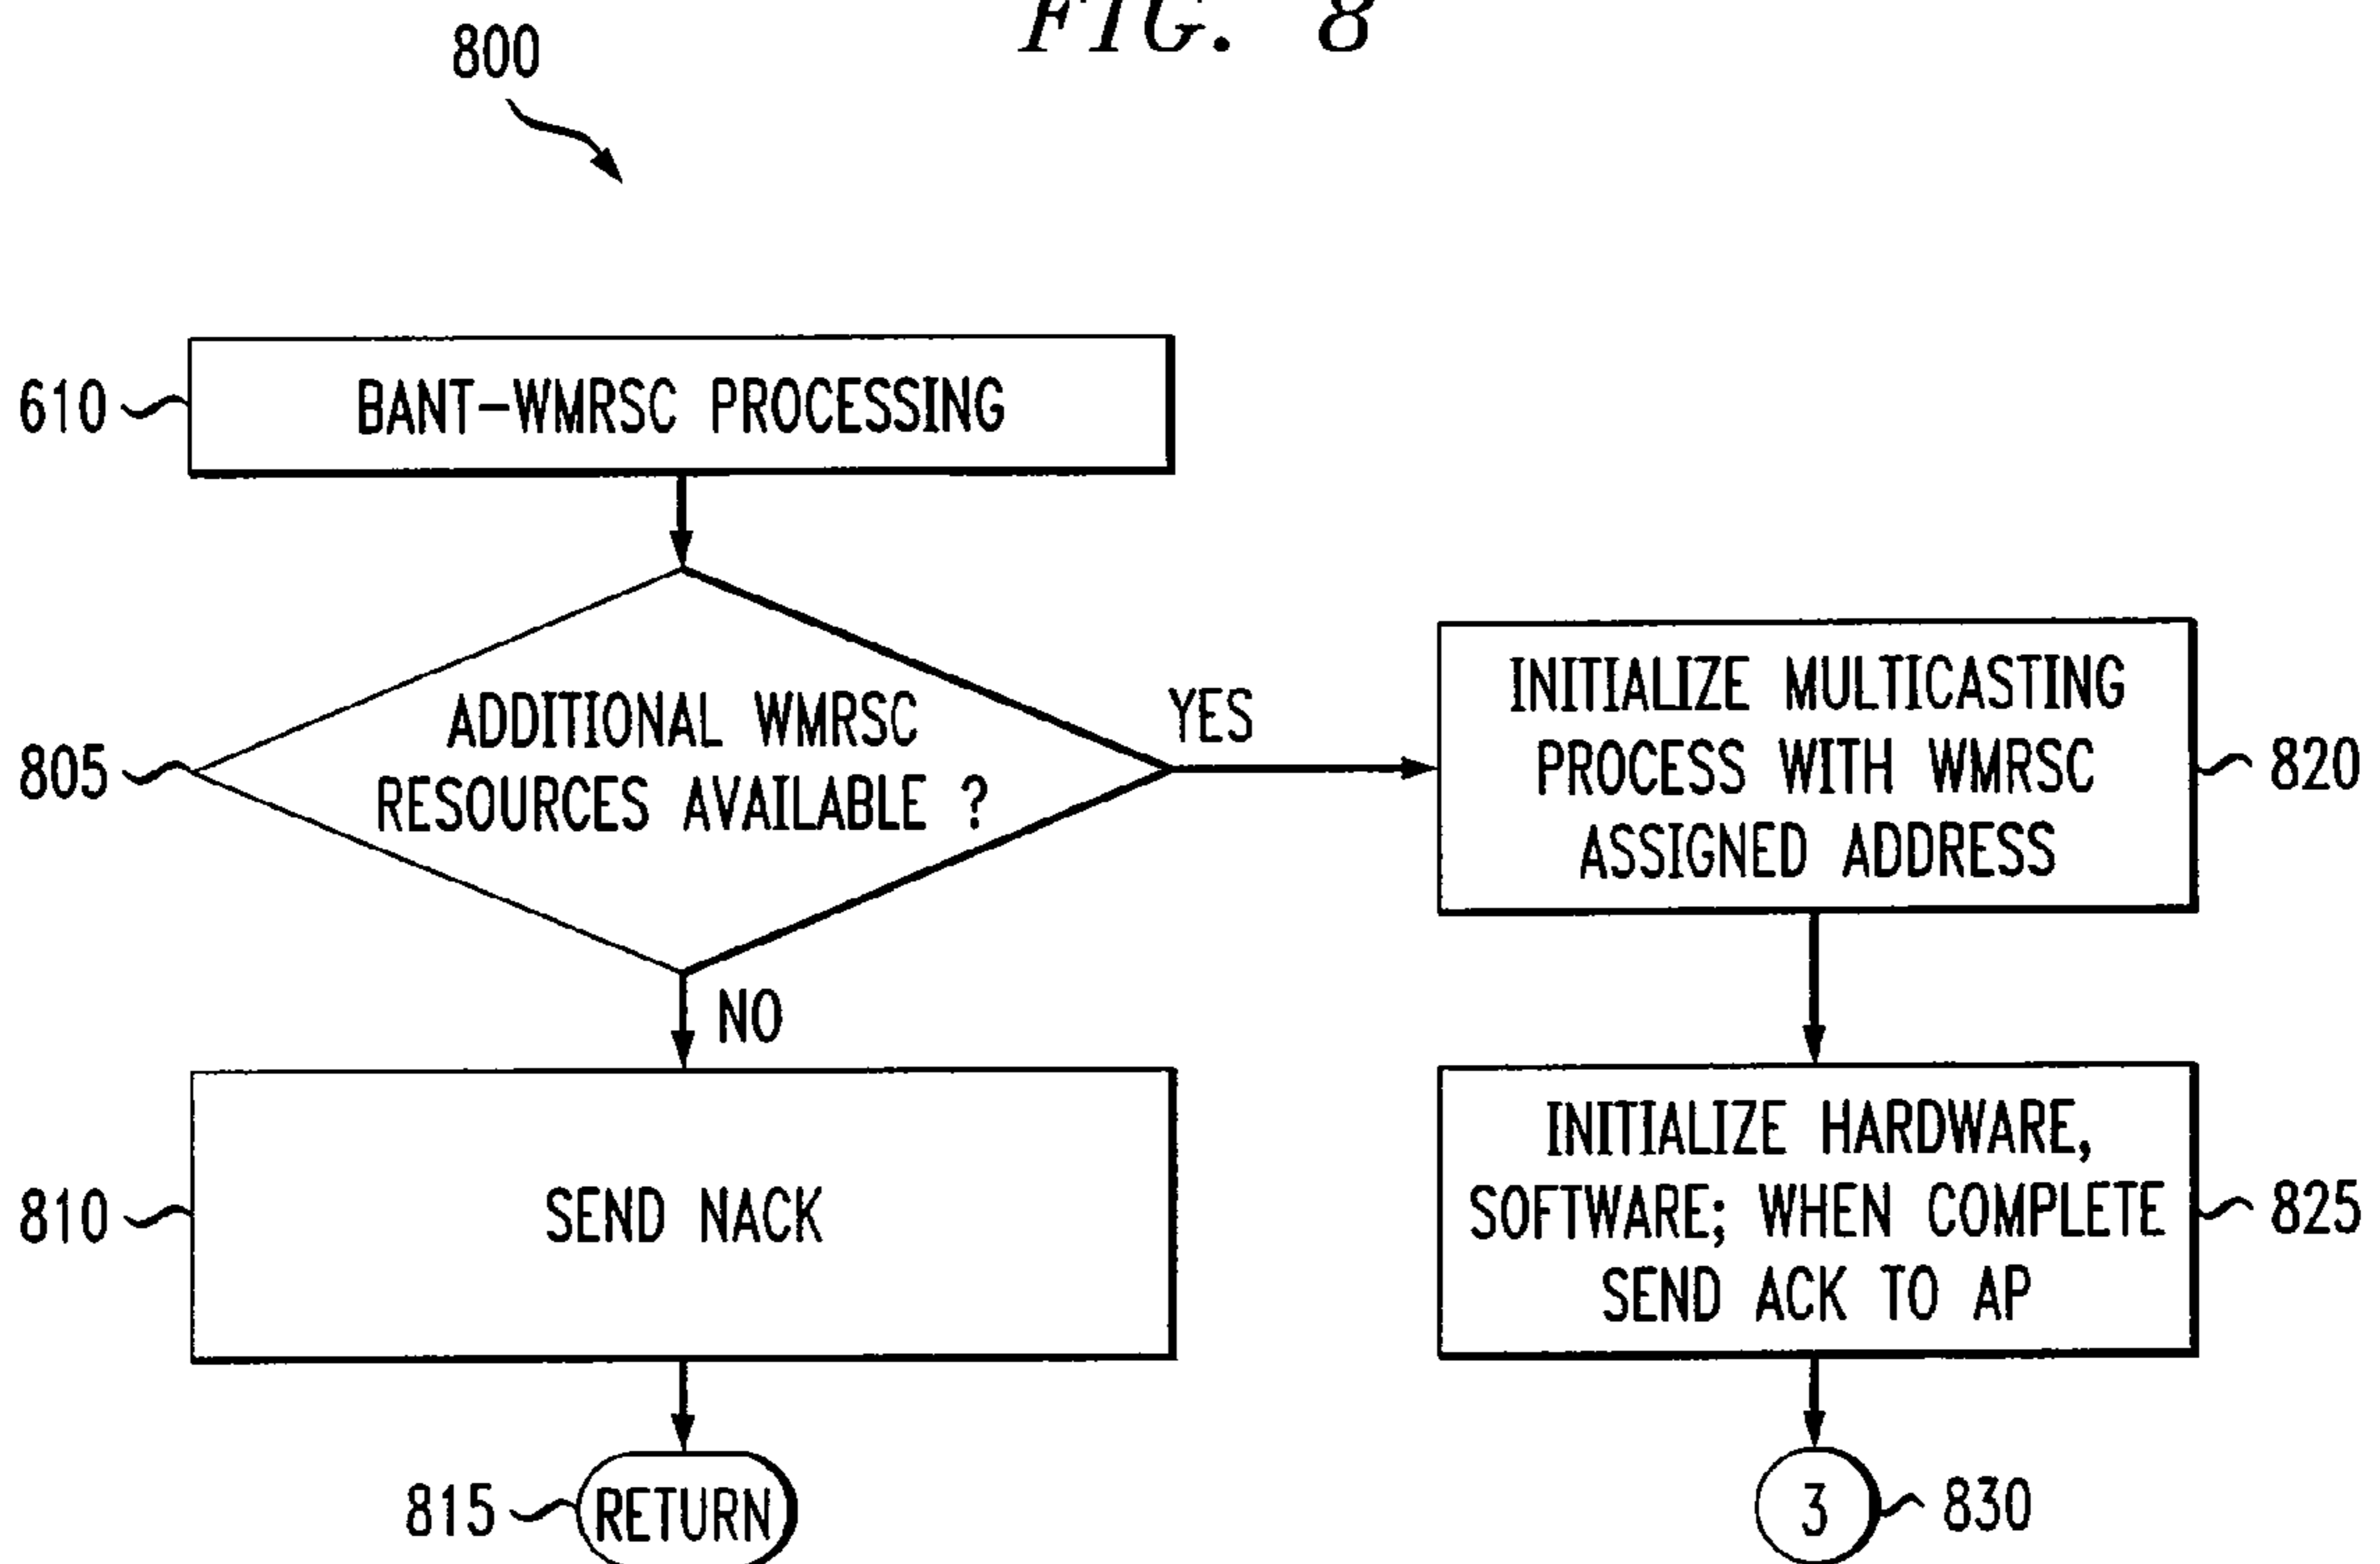 FIG. 8
800
610
BANT-WMRSC PROCESSING
805
ADDITIONAL WMRSC
RESOURCES AVAILABLE ?
YES
NO
INITIALIZE MULTICASTING
PROCESS WITH WMRSC
ASSIGNED ADDRESS
820
810
SEND NACK
INITIALIZE HARDWARE,
SOFTWARE; WHEN COMPLETE
SEND ACK TO AP
825
815
RETURN
3
830